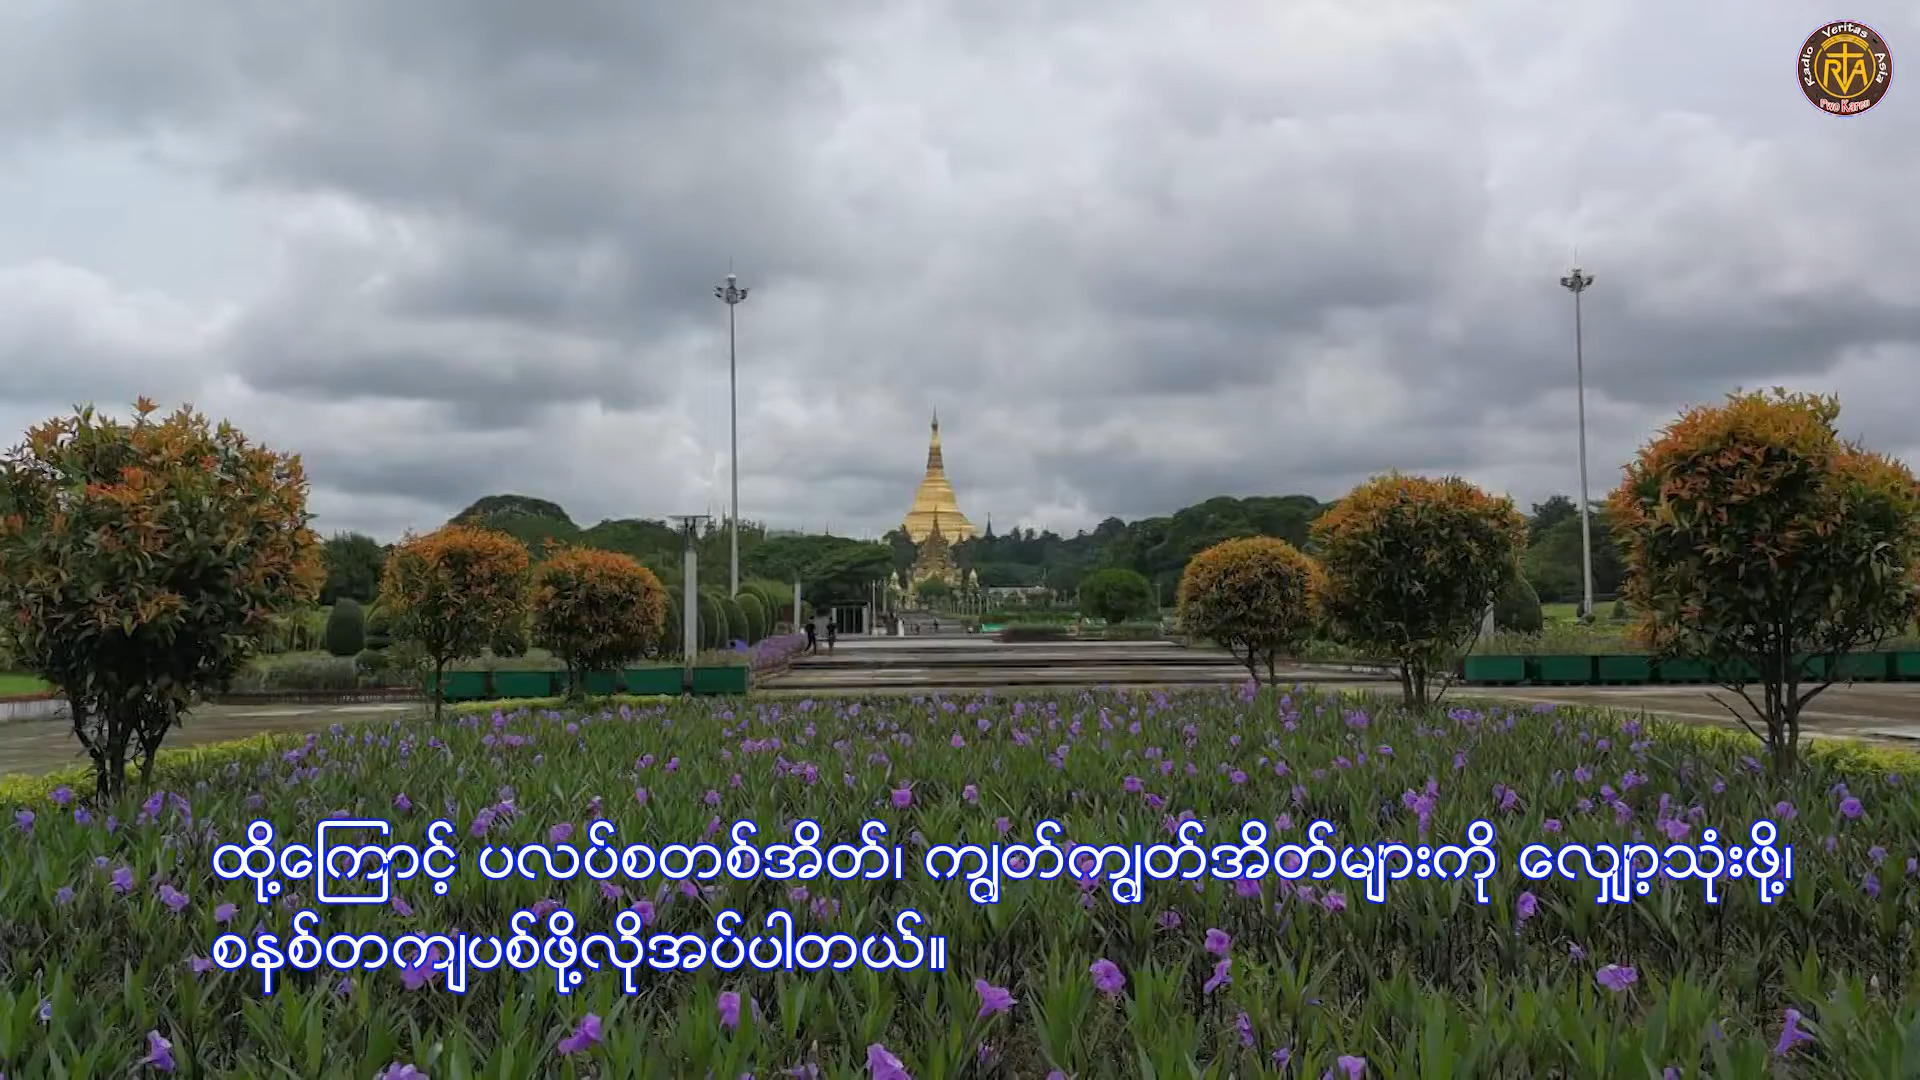 Radio Veritas Asia
RVA
Pwo Karen
ထို့ကြောင့် ပလပ်စတစ်အိတ်၊ ကျွတ်ကျွတ်အိတ်များကို လျှော့သုံးဖို့၊
စနစ်တကျပစ်ဖို့လိုအပ်ပါတယ်။